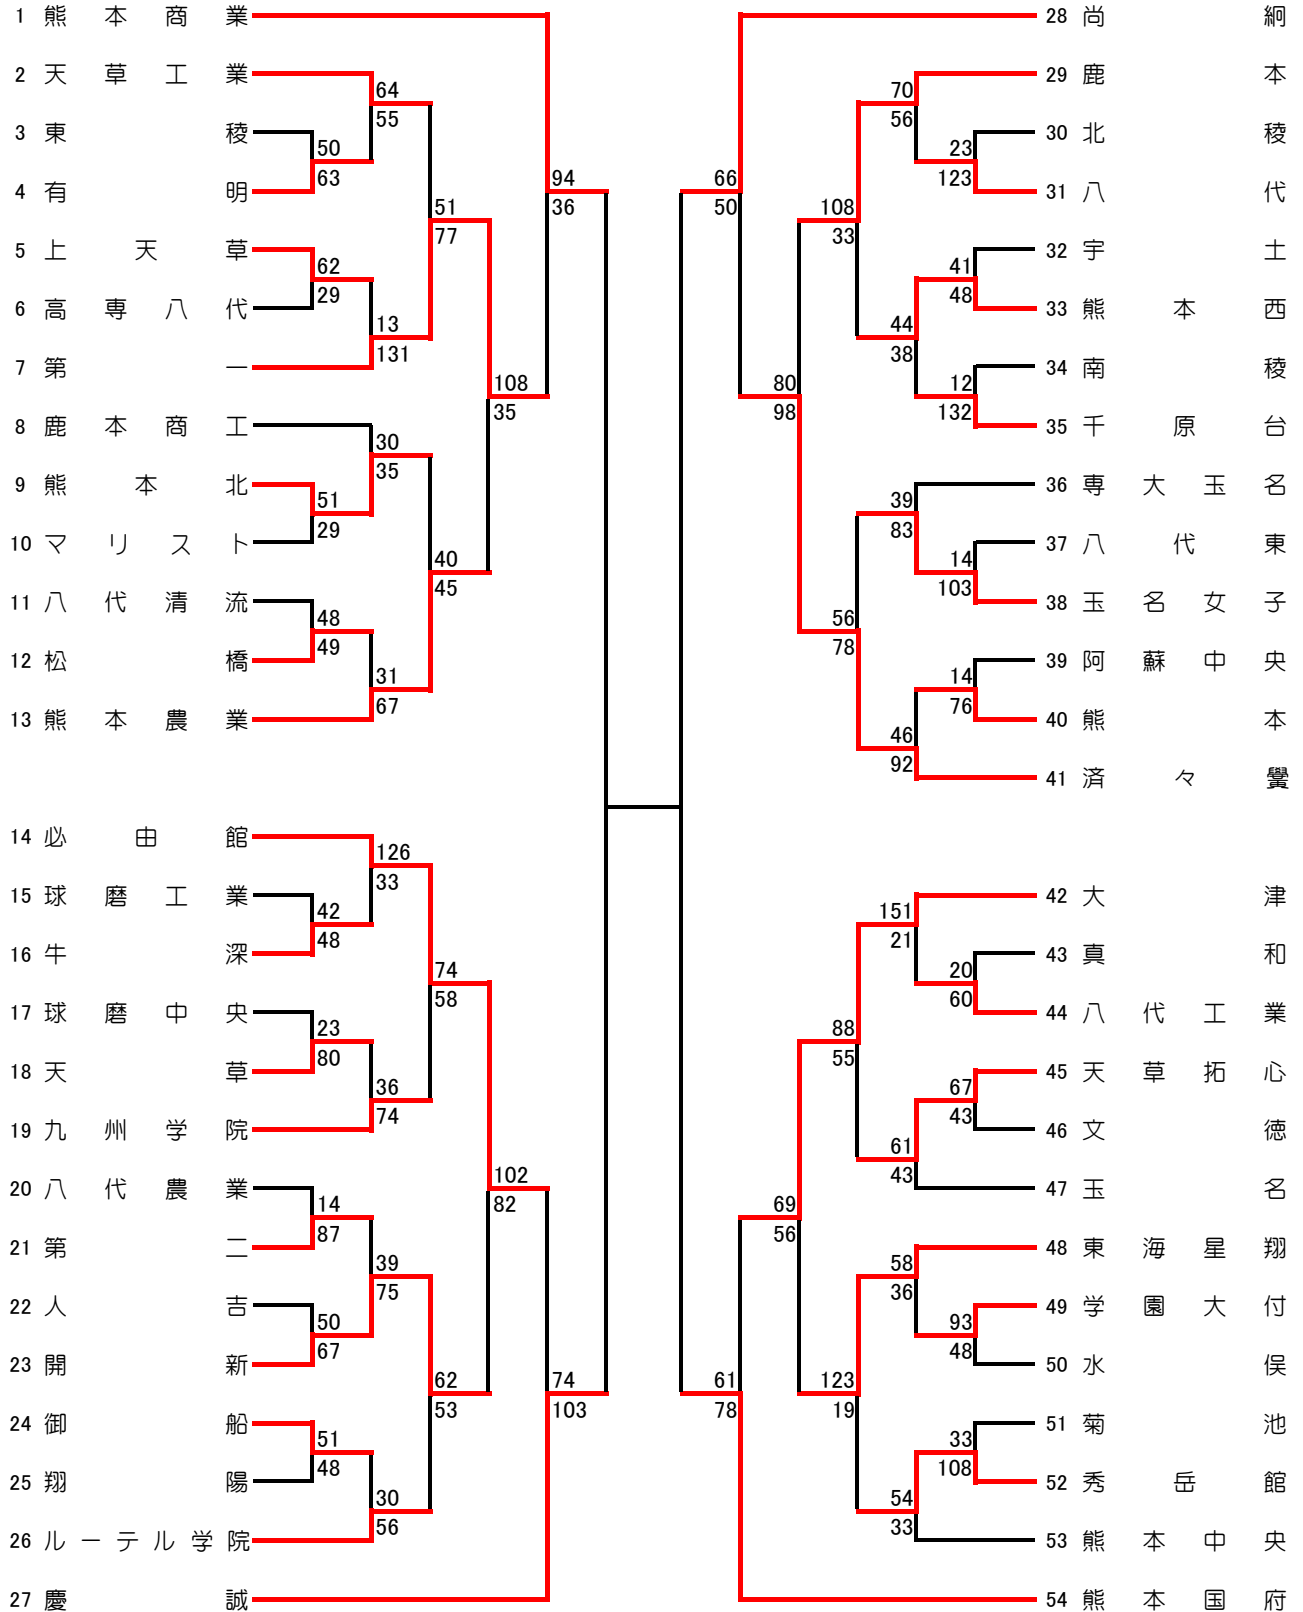 1 熊本商業
2 天草工業
64
55
3 東稜
50
63
4 有明
94
36
51
77
5 上天草
62
29
6 高専八代
13
131
7 第一
108
35
8 鹿本商工
30
35
9 熊本北
51
29
10 マリスト
40
45
11 八代清流
48
49
12 松橋
31
67
13 熊本農業
14 必由館
126
33
15 球磨工業
42
48
16 牛深
74
58
17 球磨中央
23
80
18 天草
36
74
19 九州学院
102
82
20 八代農業
14
87
21 第二
39
75
22 人吉
50
67
23 開新
62
53
74
103
24 御船
51
48
25 翔陽
30
56
26 ルーテル学院
27 慶誠
28 尚絅
29 鹿本
70
56
30 北稜
23
123
31 八代
66
50
108
33
32 宇土
41
48
33 熊本西
44
38
34 南稜
12
132
35 千原台
80
98
36 専大玉名
39
83
37 八代東
14
103
38 玉名女子
56
78
39 阿蘇中央
14
76
40 熊本
46
92
41 済々黌
42 大津
151
21
43 真和
20
60
44 八代工業
88
55
45 天草拓心
67
43
46 文徳
61
43
47 玉名
69
56
48 東海星翔
58
36
49 学園大付
93
48
50 水俣
61
78
123
19
51 菊池
33
108
52 秀岳館
54
33
53 熊本中央
54 熊本国府